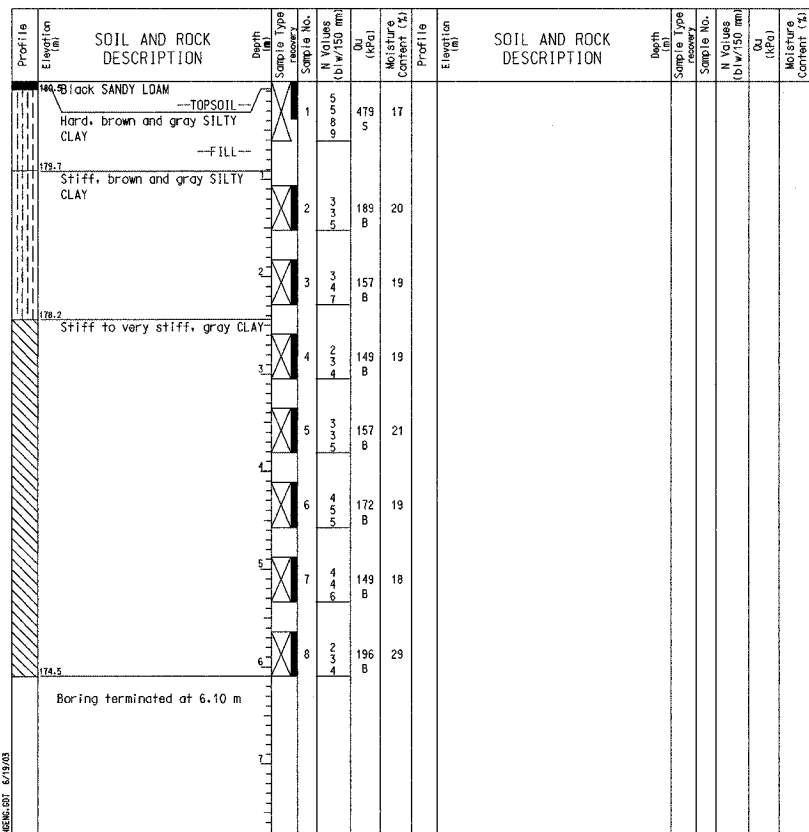 Profile
Elevation (m)
SOIL AND ROCK DESCRIPTION
Depth (m)
Sample Type recovery
Sample No.
N Values (blw/150 mm)
Qu (kPa)
Moisture Content (%)
Profile
Elevation (m)
SOIL AND ROCK DESCRIPTION
Depth (m)
Sample Type recovery
Sample No.
N Values (blw/150 mm)
Qu (kPa)
Moisture Content (%)
180.5 Black SANDY LOAM
---TOPSOIL---
Hard, brown and gray SILTY
CLAY
---FILL---
1 5 5 8 9 479 S 17
179.7
1
Stiff, brown and gray SILTY
CLAY
2 3 3 5 189 B 20
2
3 3 4 7 157 B 19
178.2
Stiff to very stiff, gray CLAY
4 2 3 4 149 B 19
3
5 3 3 5 157 B 21
4
6 4 5 5 172 B 19
5
7 4 4 6 149 B 18
8 2 3 4 196 B 29
6
174.5
Boring terminated at 6.10 m
7
6/19/03